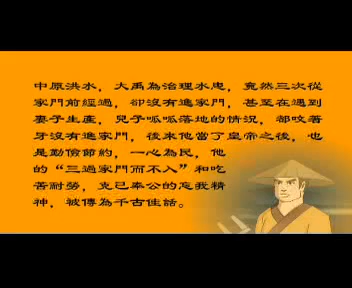 中原洪水，大禹為治理水患，竟然三次從
家門前經過，卻沒有進家門，甚至在遇到
妻子生產，兒子呱呱落地的情況，都咬著
牙沒有進家門，後來他當了皇帝之後，也
是勤儉節約，一心為民，他
的“三過家門而不入”和吃
苦耐勞，克己奉公的忘我精
神，被傳為千古佳話。